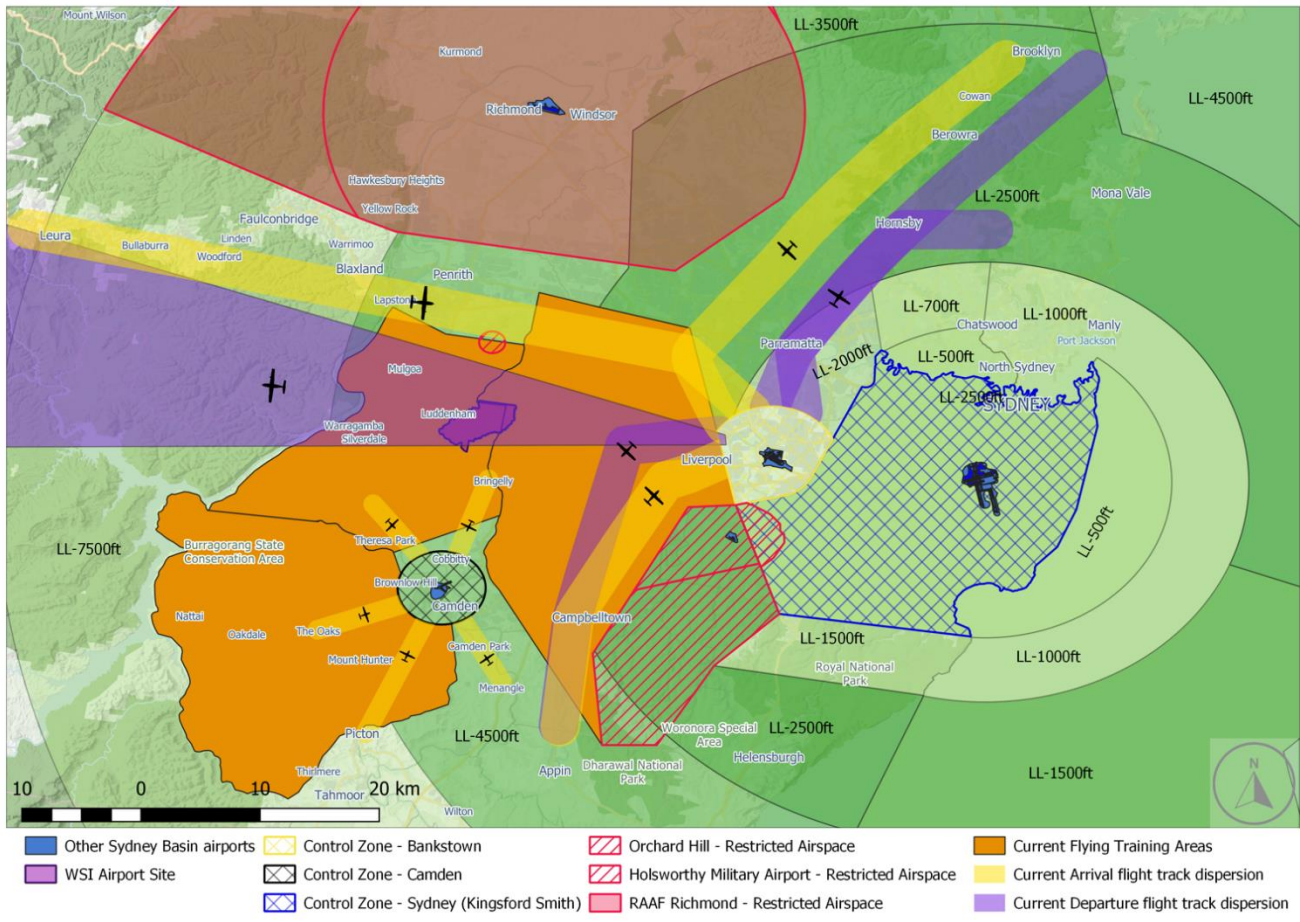 Mount Wilson
LL-3500ft
Kurmond
Brooklyn
Cowan
LL-4500ft
Richmond
Windsor
Berowra
Hawkesbury Heights
Mona Vale
LL-2500ft
Yellow Rock
Faulconbridge
Hornsby
Leura
Bullaburra
Linden
Warrimoo
Woodford
Blaxland
Penrith
Lapstone
LL-700ft
LL-1000ft
Chatswood
Manly
Parramatta
Port Jackson
LL-2000ft
LL-500ft
Mulgoa
North Sydney
LL-2500ft
SYDNEY
Luddenham
Warragamba
Silverdale
Liverpool
Bringelly
LL-500ft
Theresa Park
LL-7500ft
Burragorang State
Conservation Area
Cobbitty
Brownlow Hill
Camden
Nattai
Campbelltown
Oakdale
The Oaks
LL-1500ft
Camden Park
Mount Hunter
LL-1000ft
Royal National
Park
Menangle
Picton
LL-4500ft
Woronora Special
Area
LL-2500ft
Helensburgh
Appin
Dharawal National
Park
Thirlmere
LL-1500ft
Tahmoor
Wilton
N
10 0 10 20 km
Other Sydney Basin airports
Control Zone - Bankstown
Orchard Hill - Restricted Airspace
Current Flying Training Areas
WSI Airport Site
Control Zone - Camden
Holsworthy Military Airport - Restricted Airspace
Current Arrival flight track dispersion
Control Zone - Sydney (Kingsford Smith)
RAAF Richmond - Restricted Airspace
Current Departure flight track dispersion